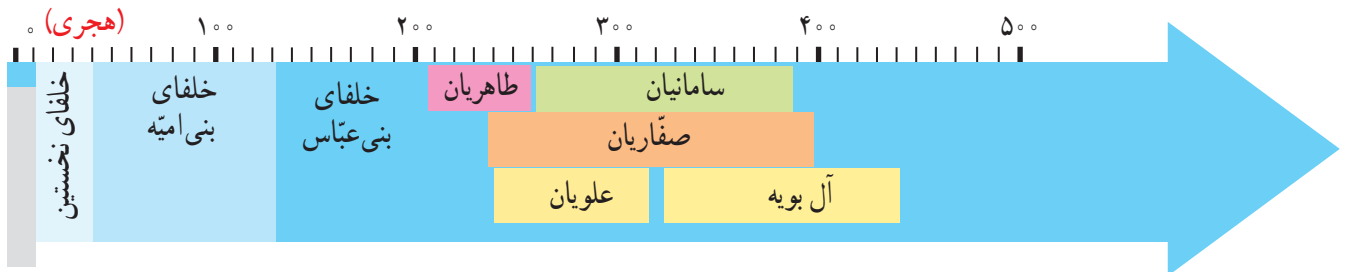 ۰ (هجری) ۱۰۰ ۲۰۰ ۳۰۰ ۴۰۰ ۵۰۰
خلفای نخستین
خلفای
بنی‌امیّه
خلفای
بنی‌عبّاس
طاهریان
سامانیان
صفّاریان
علویان
آل بویه